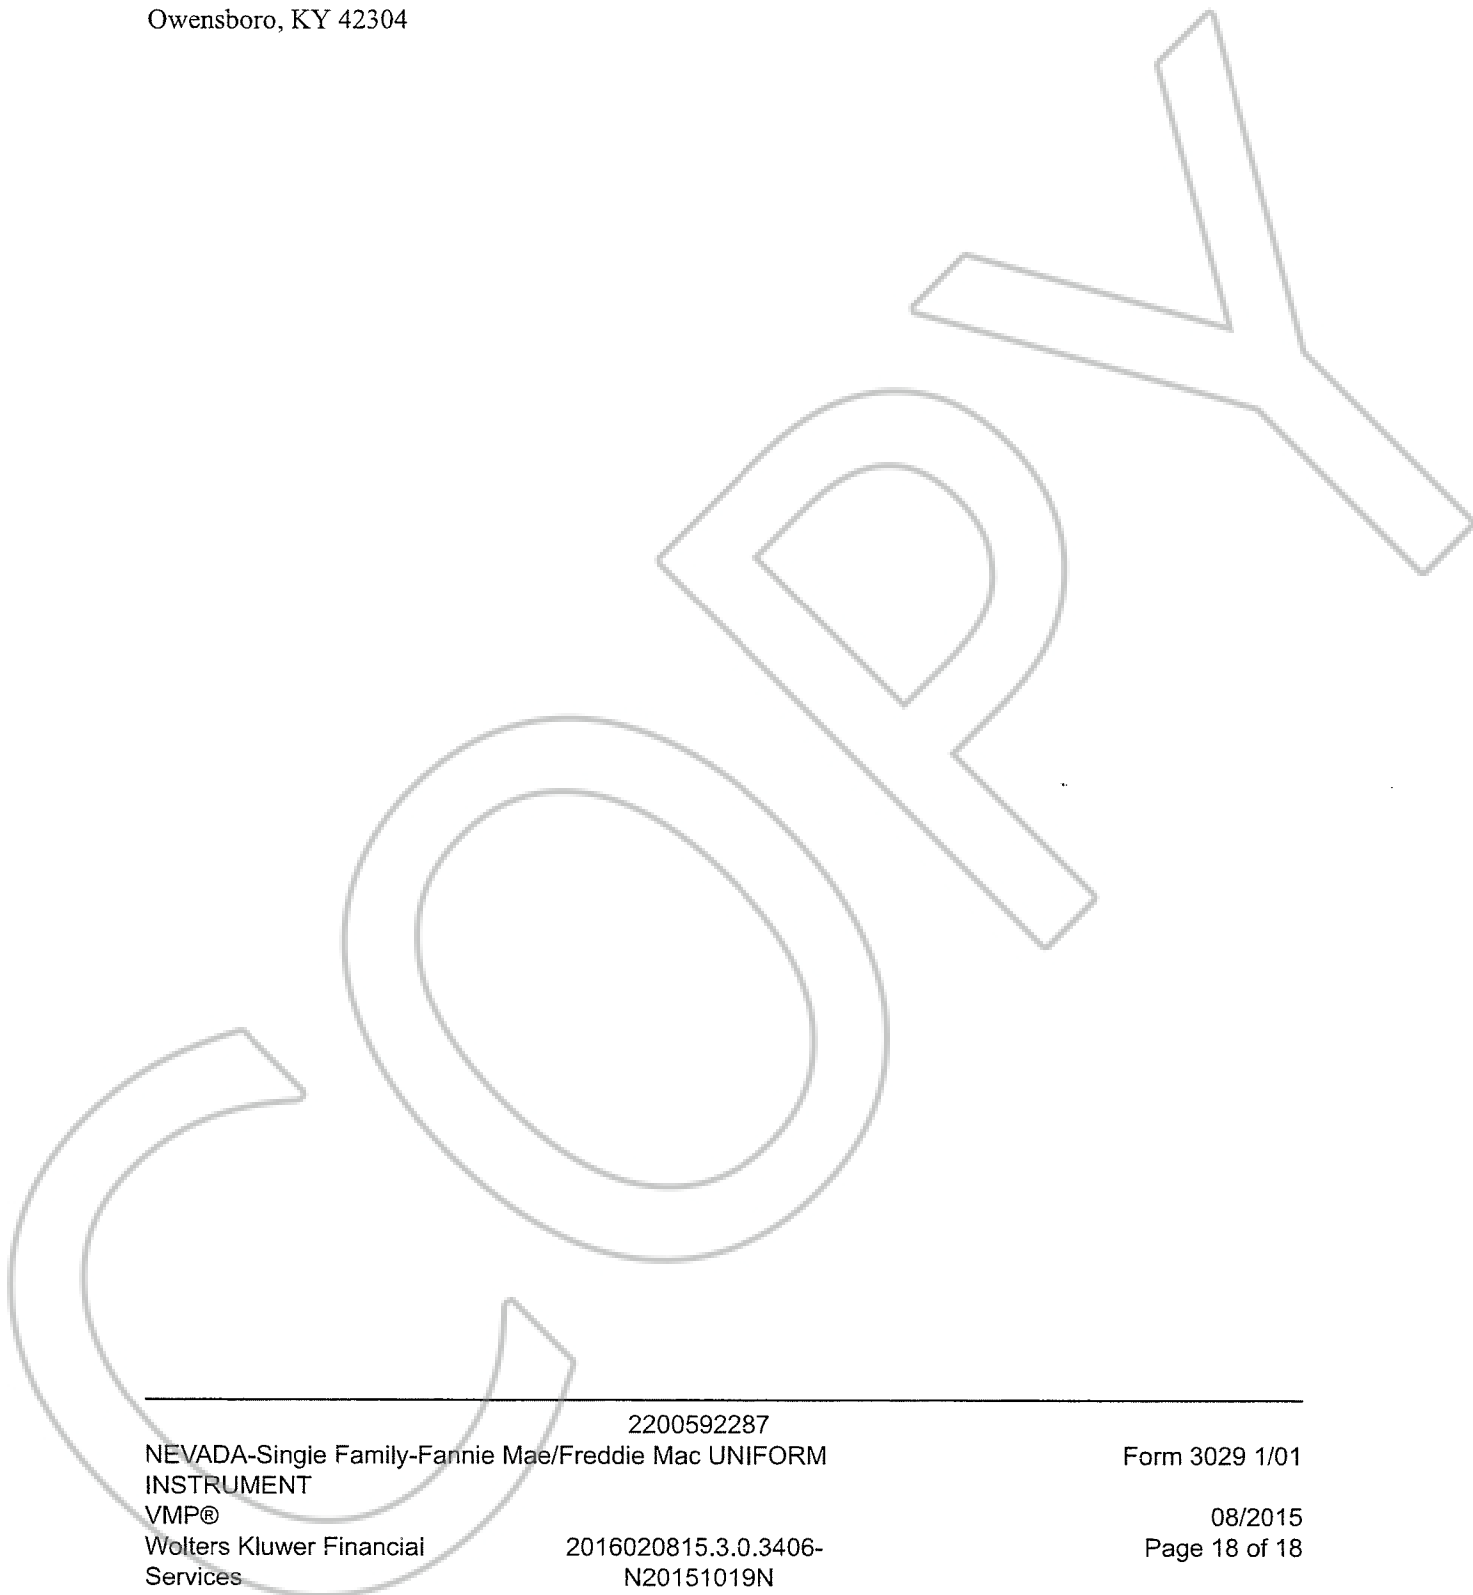 Owensboro, KY 42304
COPY
2200592287
NEVADA-Single Family-Fannie Mae/Freddie Mac UNIFORM
INSTRUMENT
Form 3029 1/01
VMP®
08/2015
Wolters Kluwer Financial
Services
2016020815.3.0.3406-
N20151019N
Page 18 of 18